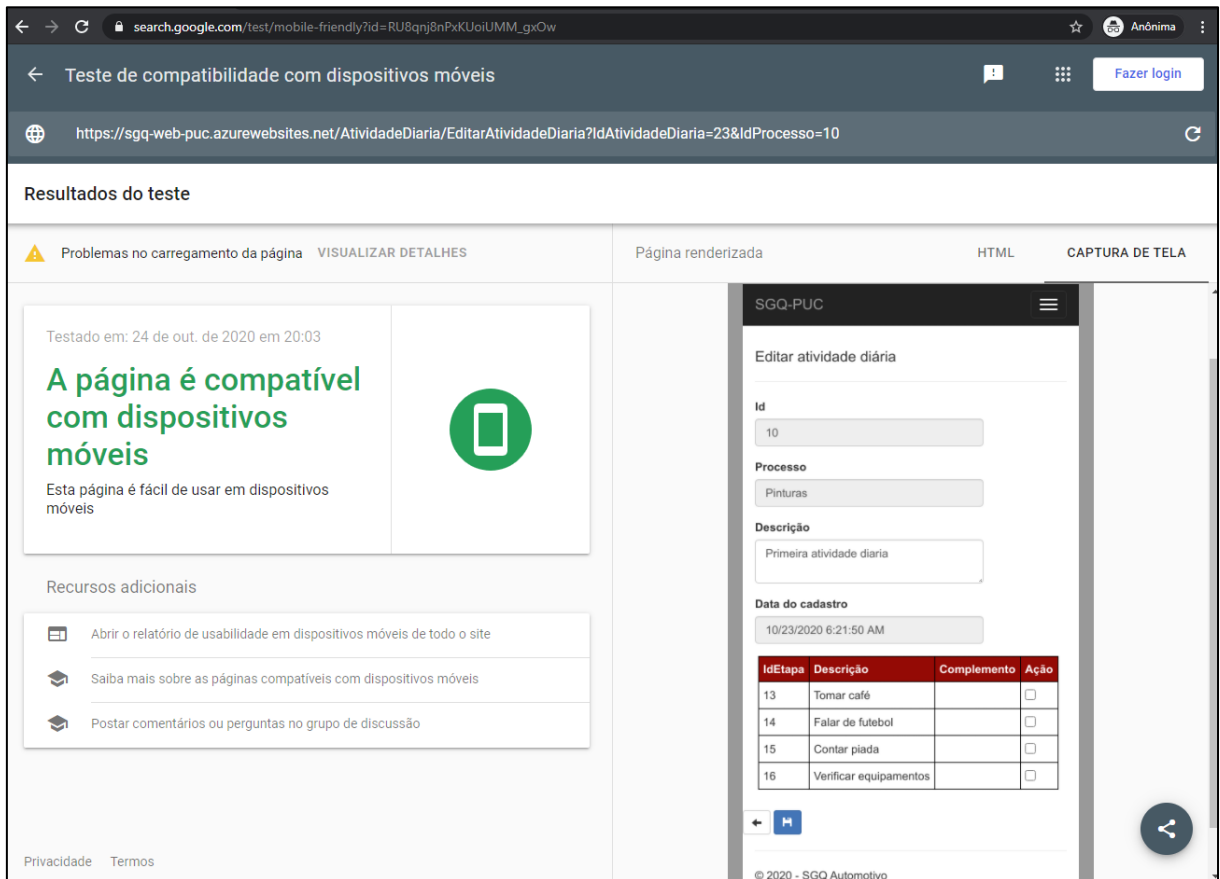 search.google.com/test/mobile-friendly?id=RU8qnj8nPxKUoiUMM_gxOw
Anônima
Teste de compatibilidade com dispositivos móveis
Fazer login
https://sgq-web-puc.azurewebsites.net/AtividadeDiaria/EditarAtividadeDiaria?IdAtividadeDiaria=23&IdProcesso=10
Resultados do teste
Problemas no carregamento da página VISUALIZAR DETALHES
Testado em: 24 de out. de 2020 em 20:03
A página é compatível
com dispositivos
móveis
Esta página é fácil de usar em dispositivos
móveis
Recursos adicionais
Abrir o relatório de usabilidade em dispositivos móveis de todo o site
Saiba mais sobre as páginas compatíveis com dispositivos móveis
Postar comentários ou perguntas no grupo de discussão
Privacidade Termos
Página renderizada HTML CAPTURA DE TELA
SGQ-PUC
Editar atividade diária
Id
10
Processo
Pinturas
Descrição
Primeira atividade diaria
Data do cadastro
10/23/2020 6:21:50 AM
IdEtapa Descrição Complemento Ação
13 Tomar café
14 Falar de futebol
15 Contar piada
16 Verificar equipamentos
© 2020 - SGQ Automotivo